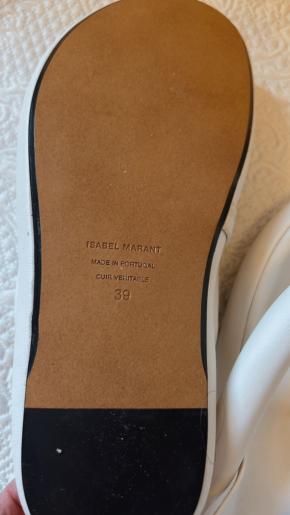 ISABEL MARANT
MADE IN PORTUGAL
CUIR VERITABLE
39